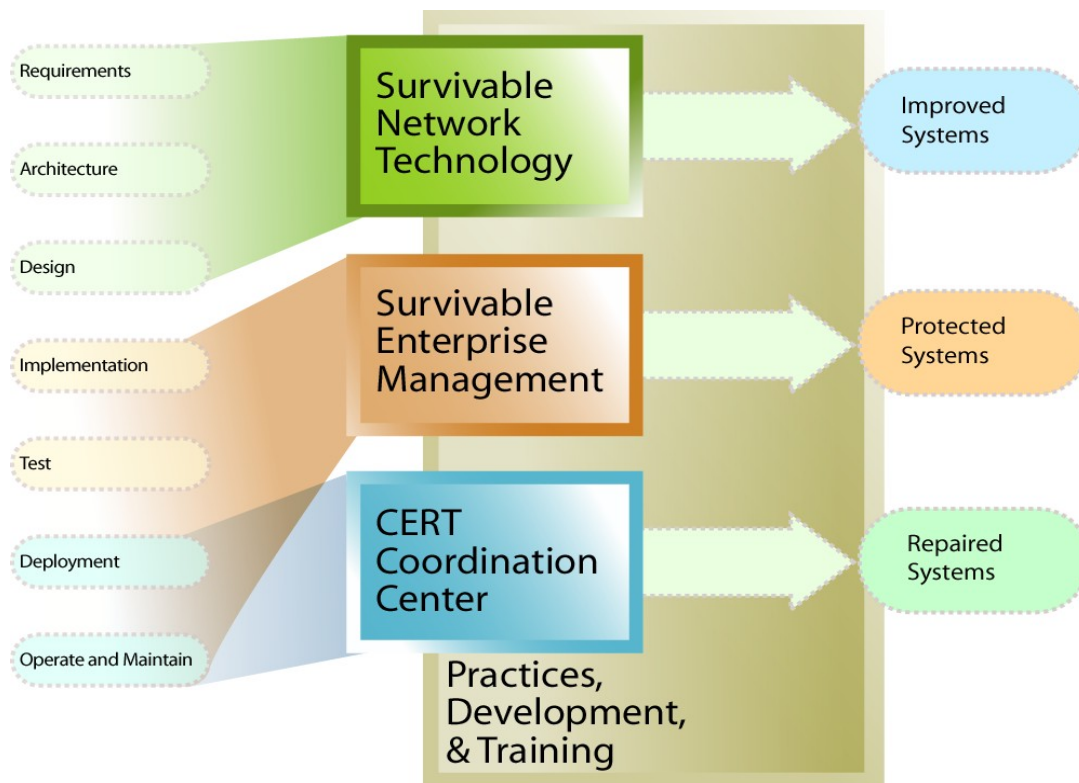 Requirements
Architecture
Design
Implementation
Test
Deployment
Operate and Maintain
Survivable
Network
Technology
Survivable
Enterprise
Management
CERT
Coordination
Center
Practices,
Development,
& Training
Improved
Systems
Protected
Systems
Repaired
Systems